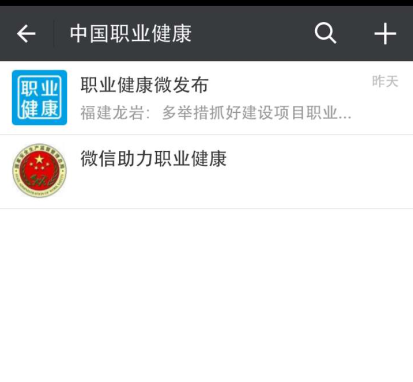 中国职业健康
职业
健康
职业健康微发布
昨天
福建龙岩：多举措抓好建设项目职业...
微信助力职业健康